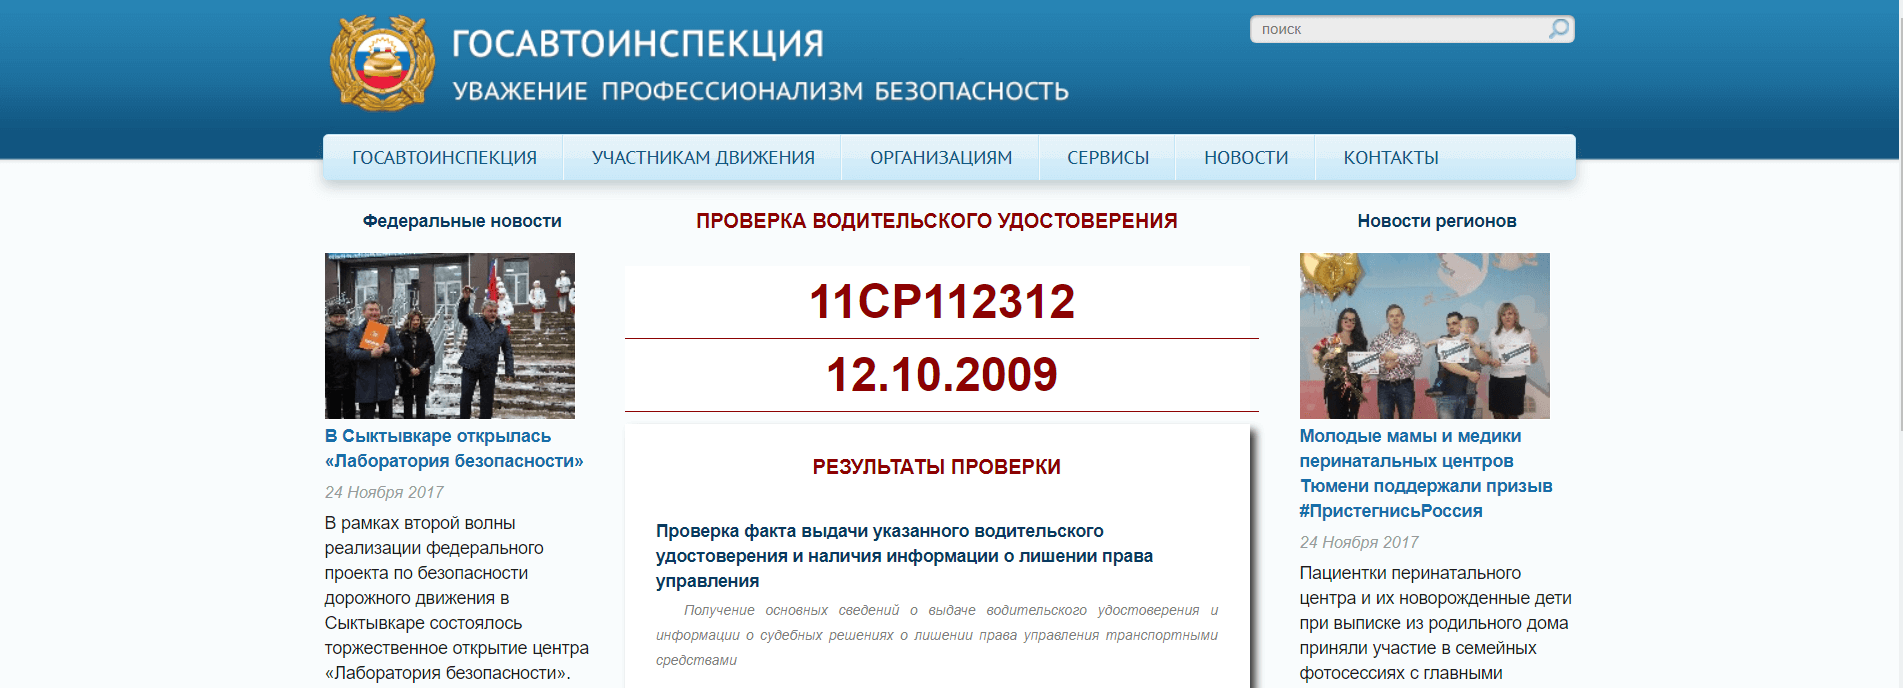 ГОСАВТОИНСПЕКЦИЯ
УВАЖЕНИЕ ПРОФЕССИОНАЛИЗМ БЕЗОПАСНОСТЬ
поиск
ГОСАВТОИНСПЕКЦИЯ УЧАСТНИКАМ ДВИЖЕНИЯ ОРГАНИЗАЦИЯМ СЕРВИСЫ НОВОСТИ КОНТАКТЫ
Федеральные новости
В Сыктывкаре открылась
«Лаборатория безопасности»
24 Ноября 2017
В рамках второй волны
реализации федерального
проекта по безопасности
дорожного движения в
Сыктывкаре состоялось
торжественное открытие центра
«Лаборатория безопасности».
ПРОВЕРКА ВОДИТЕЛЬСКОГО УДОСТОВЕРЕНИЯ
11СР112312
12.10.2009
РЕЗУЛЬТАТЫ ПРОВЕРКИ
Проверка факта выдачи указанного водительского
удостоверения и наличия информации о лишении права
управления
Получение основных сведений о выдаче водительского удостоверения и
информации о судебных решениях о лишении права управления транспортными
средствами
Новости регионов
Молодые мамы и медики
перинатальных центров
Тюмени поддержали призыв
#ПристегнисьРоссия
24 Ноября 2017
Пациентки перинатального
центра и их новорожденные дети
при выписке из родильного дома
приняли участие в семейных
фотосессиях с главными